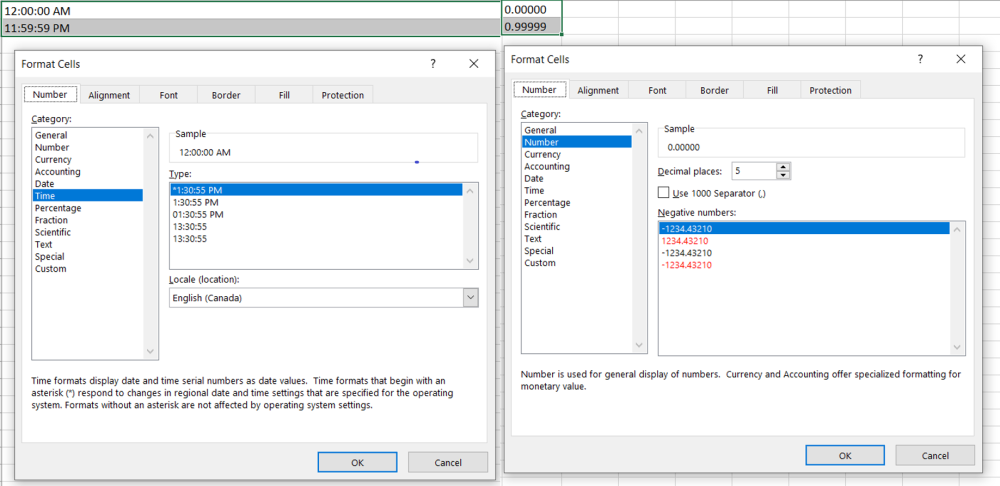 12:00:00 AM
11:59:59 PM
Format Cells
?
Number Alignment Font Border Fill Protection
Category:
General
Number
Currency
Accounting
Date
Time
Percentage
Fraction
Scientific
Text
Special
Custom
Sample
12:00:00 AM
Type:
*1:30:55 PM
1:30:55 PM
01:30:55 PM
13:30:55
13:30:55
Locale (location):
English (Canada)
Time formats display date and time serial numbers as date values.  Time formats that begin with an
asterisk (*) respond to changes in regional date and time settings that are specified for the operating
system. Formats without an asterisk are not affected by operating system settings.
OK Cancel
0.00000
0.99999
Format Cells
?
Number Alignment Font Border Fill Protection
Category:
General
Number
Currency
Accounting
Date
Time
Percentage
Fraction
Scientific
Text
Special
Custom
Sample
0.00000
Decimal places: 5
Use 1000 Separator (,)
Negative numbers:
-1234.43210
1234.43210
-1234.43210
-1234.43210
Number is used for general display of numbers.  Currency and Accounting offer specialized formatting for
monetary value.
OK Cancel